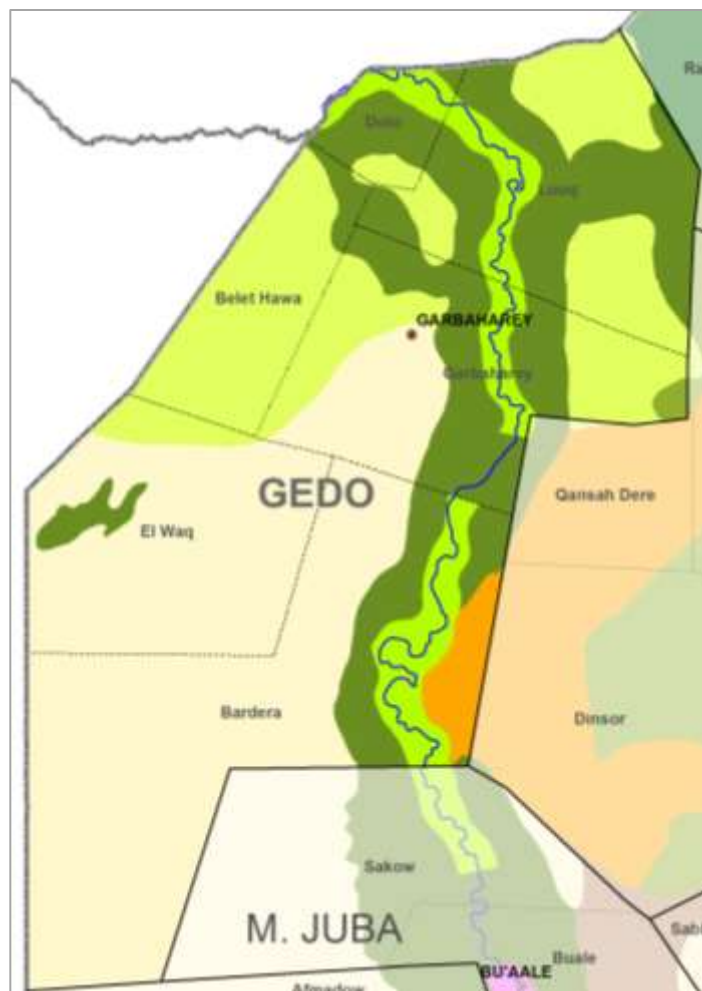 Ra
Dolo
Luuq
Belet Hawa
GARBAHAREY
Garbaharey
GEDO
Qansah Dere
El Waq
Bardera
Dinsor
Sakow
M. JUBA
Sabl
Buale
BU'AALE
Afmadow